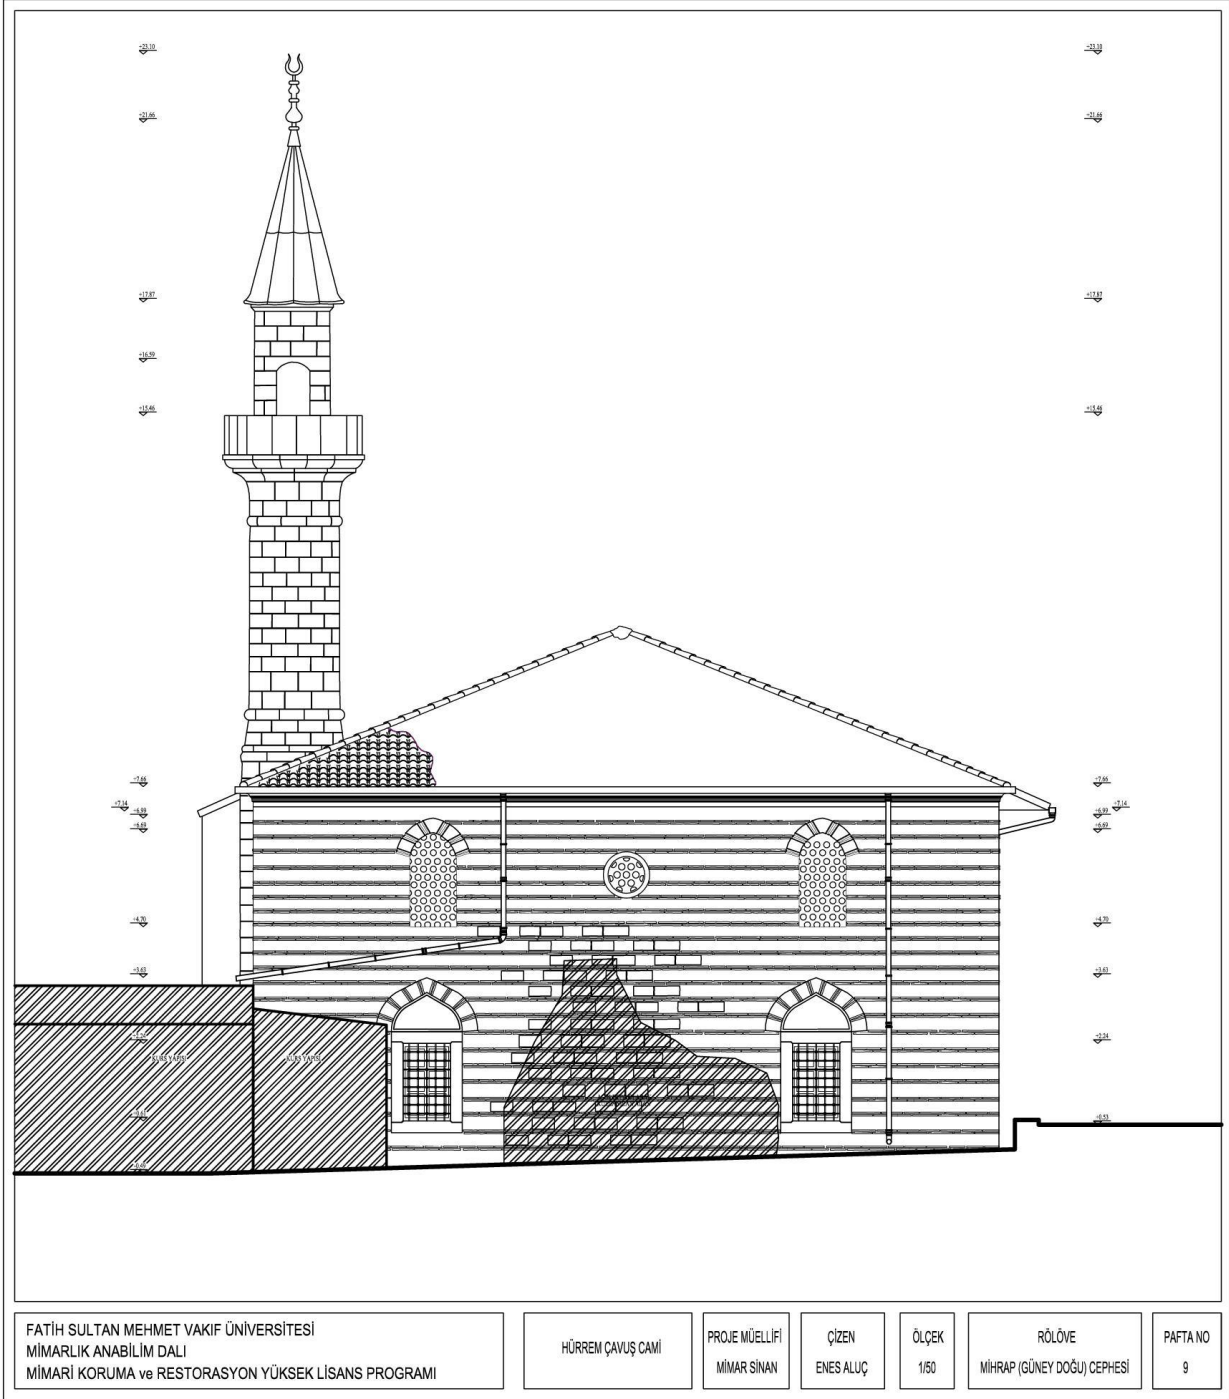 +23.10
+23.10
+21.66
+21.66
+17.87
+17.87
+16.59
+15.46
+15.46
+7.66
+7.66
+7.14
+7.14
+6.99
+6.99
+6.69
+6.69
+4.70
+4.70
+3.63
+3.63
+2.24
KURS YAPISI
KURS YAPISI
+0.53
FATİH SULTAN MEHMET VAKIF ÜNİVERSİTESİ
MİMARLIK ANABİLİM DALI
MİMARİ KORUMA ve RESTORASYON YÜKSEK LİSANS PROGRAMI
HÜRREM ÇAVUŞ CAMİ
PROJE MÜELLİFİ
MİMAR SİNAN
ÇİZEN
ENES ALUÇ
ÖLÇEK
1/50
RÖLÖVE
MİHRAP (GÜNEY DOĞU) CEPHESİ
PAFTA NO
9